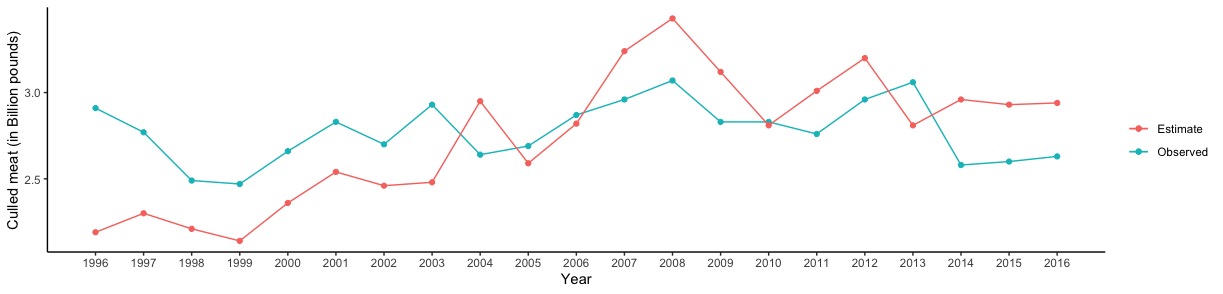 Culled meat (in Billion pounds)
3.0
2.5
1996 1997 1998 1999 2000 2001 2002 2003 2004 2005 2006 2007 2008 2009 2010 2011 2012 2013 2014 2015 2016
Year
Estimate
Observed